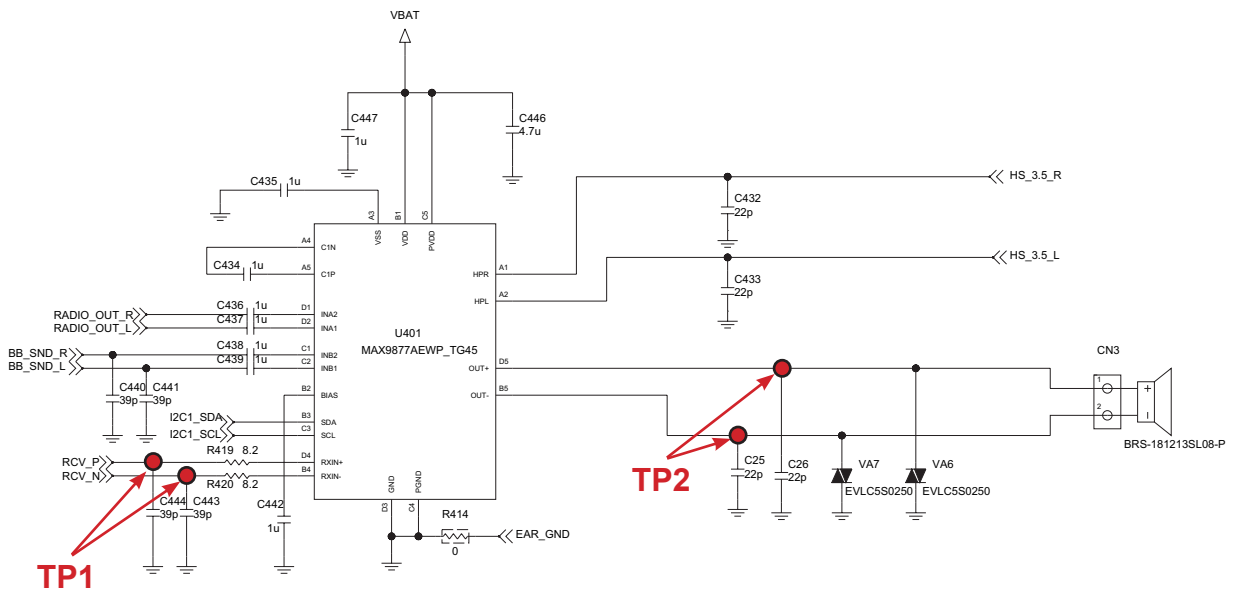 VBAT
C447
1u
C446
4.7u
C435 1u
HS_3.5_R
C432
22p
A3 B1 C5
VSS VDD PVDD
A4 C1N
C434 1u
A5 C1P
HPR A1
HS_3.5_L
C433
22p
HPL A2
RADIO_OUT_R
RADIO_OUT_L
C436 1u
C437 1u
D1 INA2
D2 INA1
U401
MAX9877AEWP_TG45
BB_SND_R
BB_SND_L
C438 1u
C439 1u
C1 INB2
C2 INB1
OUT+ D5
OUT- B5
CN3
1
2
+
-
BRS-181213SL08-P
C440
39p
C441
39p
B2 BIAS
I2C1_SDA
I2C1_SCL
B3 SDA
C3 SCL
RCV_P
RCV_N
R419 8.2
R420 8.2
D4 RXIN+
B4 RXIN-
TP2
C25
22p
C26
22p
VA7
EVLC5S0250
VA6
EVLC5S0250
C444
39p
C443
39p
C442
1u
GND PGND
D3 C4
R414
0
EAR_GND
TP1